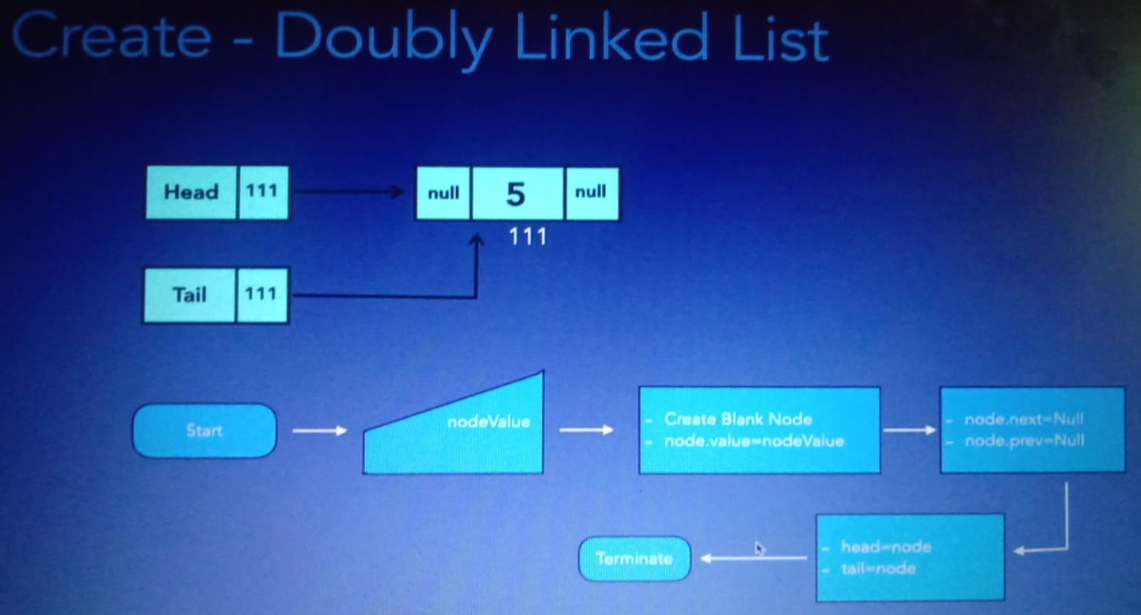 Create - Doubly Linked List
Head 111
null 5 null
111
Tail 111
Start
nodeValue
- Create Blank Node
- node.value=nodeValue
- node.next=Null
- node.prev=Null
- head=node
- tail=node
Terminate